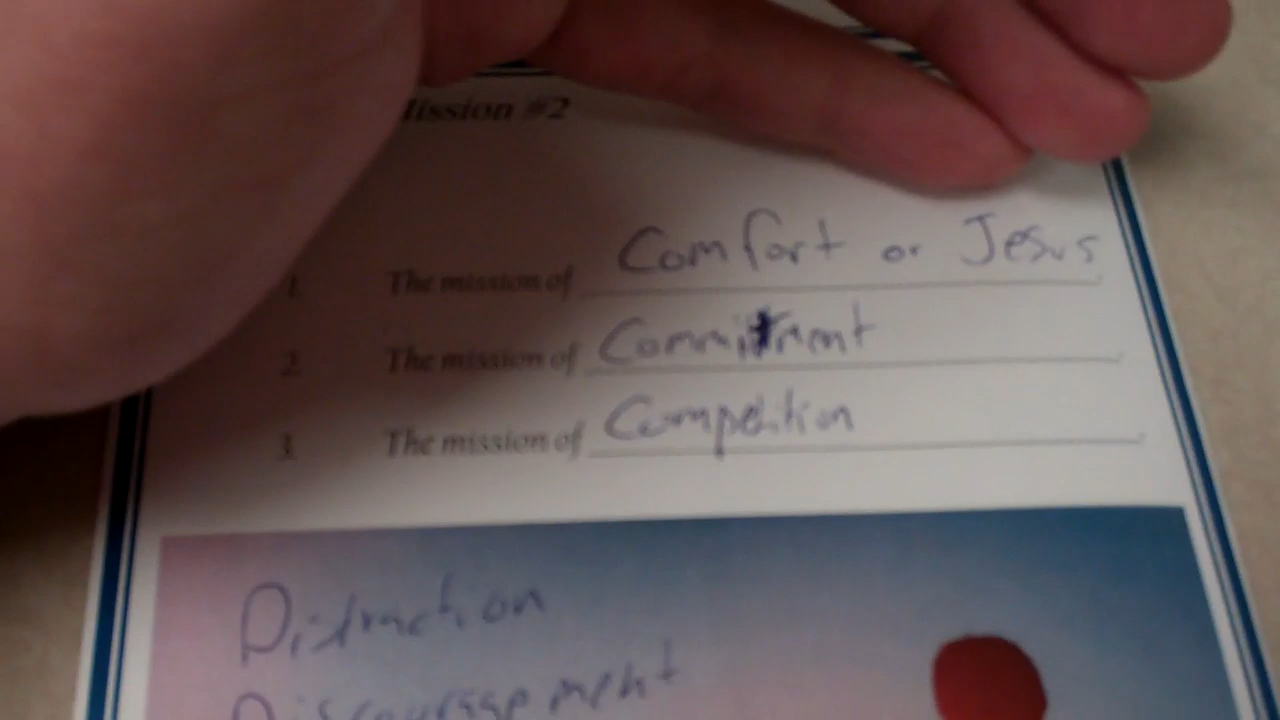 Mission #2
1. The mission of Comfort or Jesus
2. The mission of Commitment
3. The mission of Competition
Distraction
Discouragement